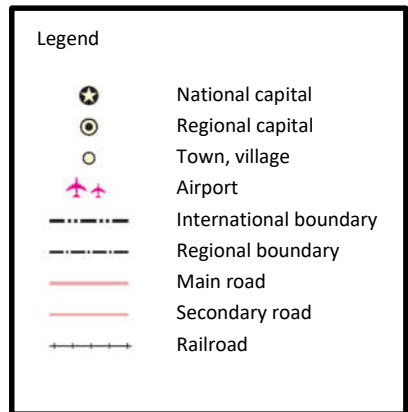 Legend
National capital
Regional capital
Town, village
Airport
International boundary
Regional boundary
Main road
Secondary road
Railroad